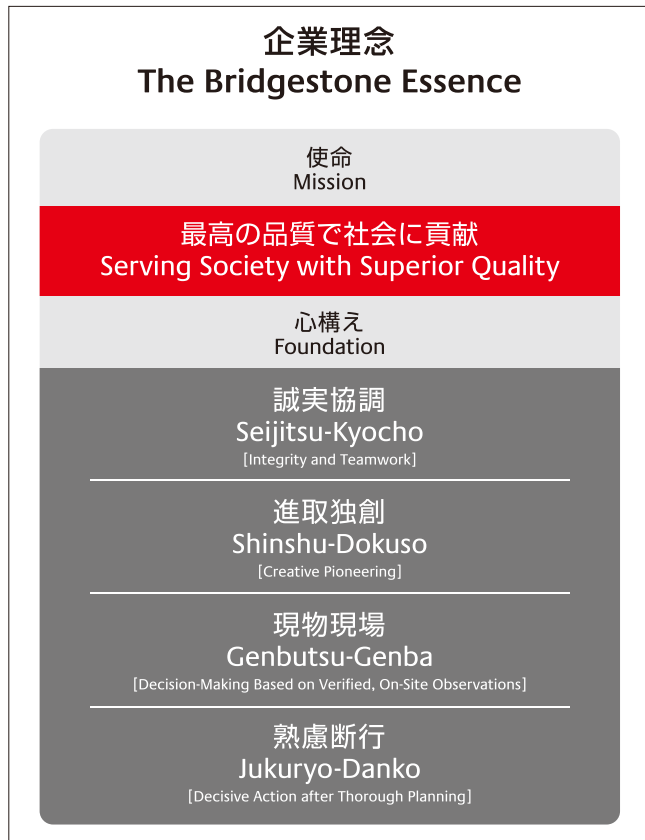 企業理念
The Bridgestone Essence
使命
Mission
最高の品質で社会に貢献
Serving Society with Superior Quality
心構え
Foundation
誠実協調
Seijitsu-Kyocho
[Integrity and Teamwork]
進取独創
Shinshu-Dokuso
[Creative Pioneering]
現物現場
Genbutsu-Genba
[Decision-Making Based on Verified, On-Site Observations]
熟慮断行
Jukuryo-Danko
[Decisive Action after Thorough Planning]